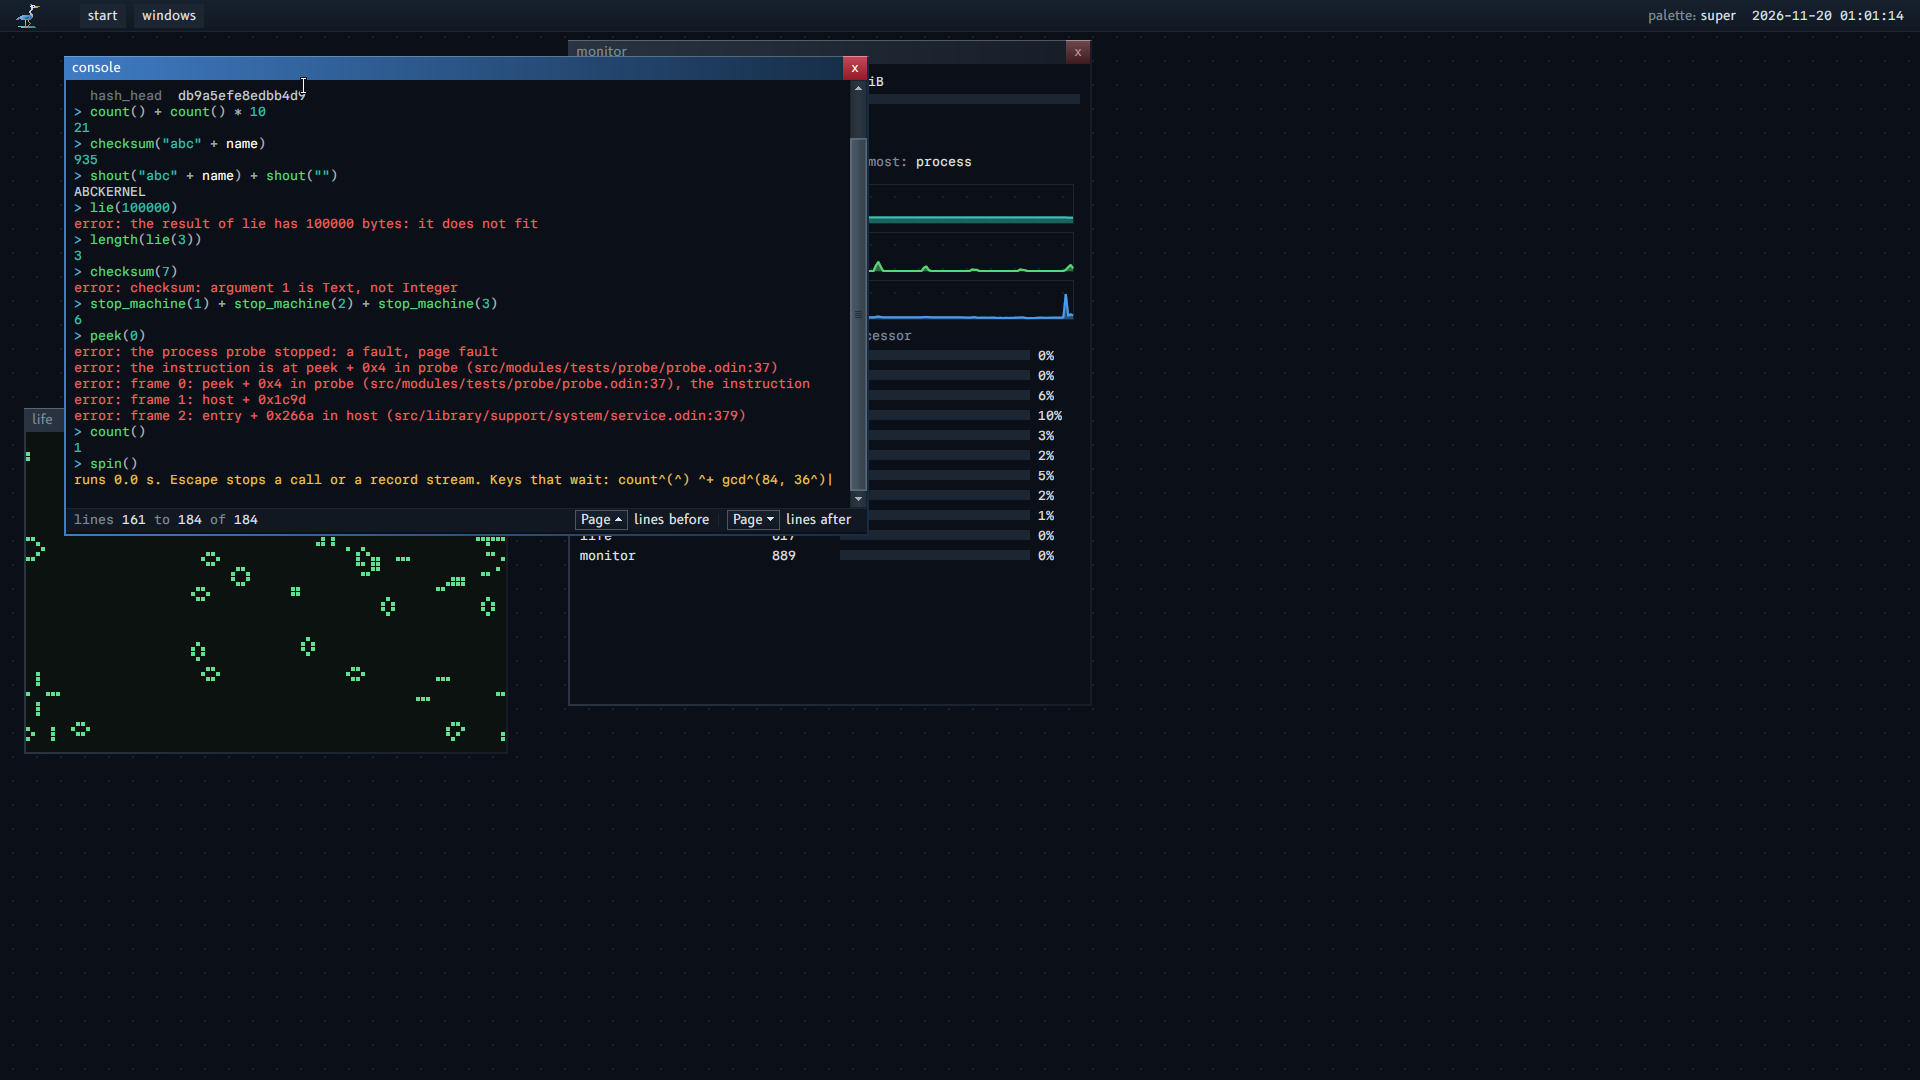 start windows palette: super 2026-11-20 01:01:14
monitor x
console x
iB
hash_head db9a5efe8edbb4d9
> count() + count() * 10
21
> checksum("abc" + name)
935
most: process
> shout("abc" + name) + shout("")
ABCKERNEL
> lie(100000)
error: the result of lie has 100000 bytes: it does not fit
> length(lie(3))
3
> checksum(7)
error: checksum: argument 1 is Text, not Integer
> stop_machine(1) + stop_machine(2) + stop_machine(3)
6
> peek(0)
error: the process probe stopped: a fault, page fault
error: the instruction is at peek + 0x4 in probe (src/modules/tests/probe/probe.odin:37)
error: frame 0: peek + 0x4 in probe (src/modules/tests/probe/probe.odin:37), the instruction
error: frame 1: host + 0x1c9d
error: frame 2: entry + 0x266a in host (src/library/support/system/service.odin:379)
> count()
1
> spin()
runs 0.0 s. Escape stops a call or a record stream. Keys that wait: count^(^) ^+ gcd^(84, 36^)|
lines 161 to 184 of 184 Page lines before Page lines after
cessor
0%
0%
6%
10%
3%
2%
5%
2%
1%
life 617 0%
monitor 889 0%
life